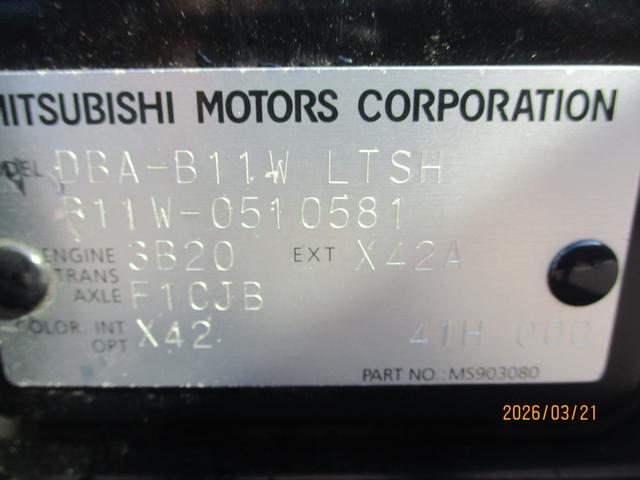 MITSUBISHI MOTORS CORPORATION
MODEL DBA-B11W LTSH
B11W-0510581
ENGINE 3B20 EXT X42A
TRANS
AXLE F1CJB
COLOR. INT X42 41H 000
OPT
PART NO.: MS903080
2026/03/21